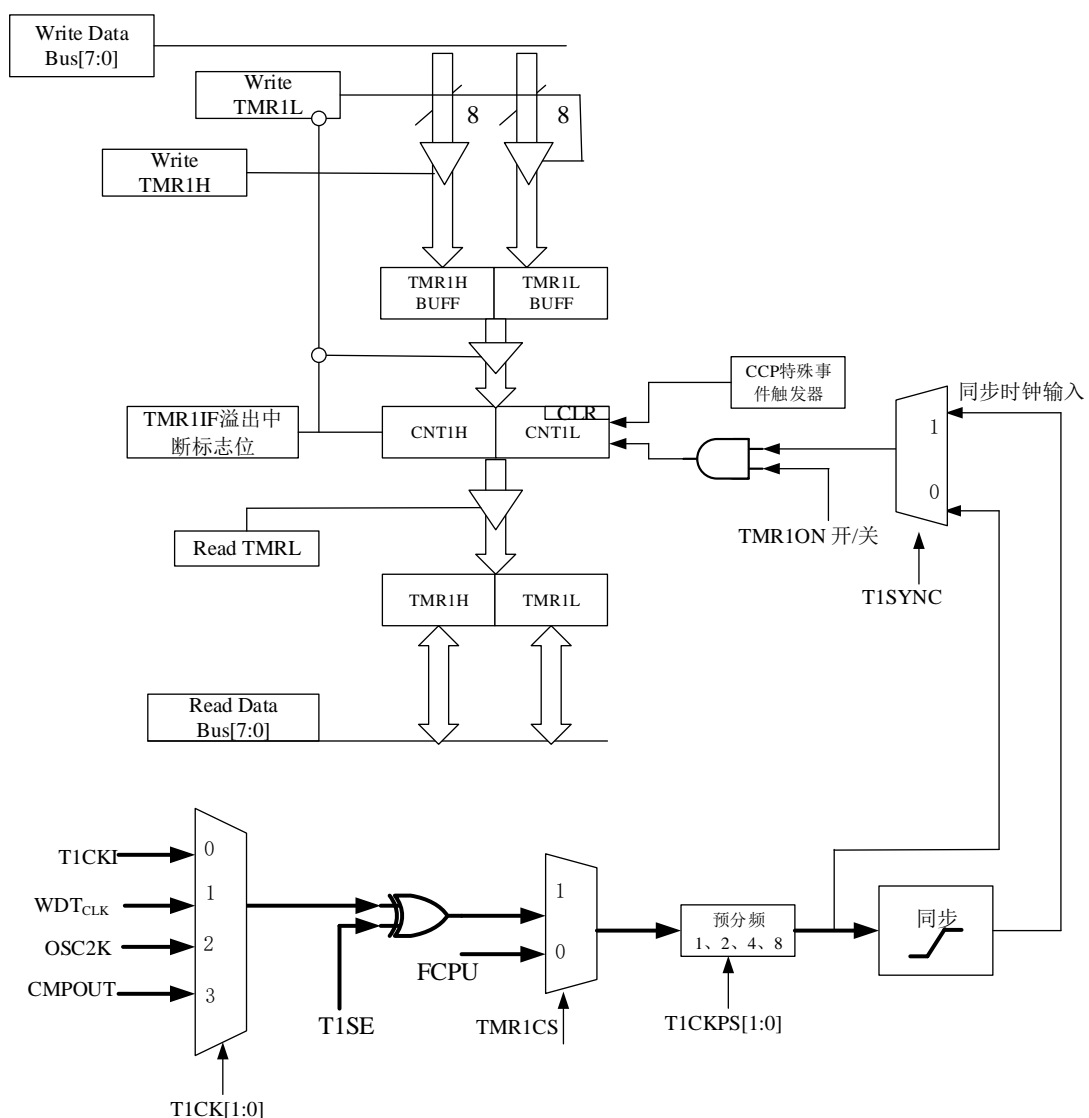 Write Data
Bus[7:0]
Write
TMR1L
8
8
Write
TMR1H
TMR1H
BUFF
TMR1L
BUFF
CCP特殊事
件触发器
同步时钟输入
TMR1IF溢出中
断标志位
CNT1H
CLR
CNT1L
1
0
TMR1ON 开/关
Read TMRL
T1SYNC
TMR1H
TMR1L
Read Data
Bus[7:0]
T1CKI
WDTCLK
OSC2K
CMPOUT
0
1
2
3
T1SE
FCPU
1
0
TMR1CS
预分频
1、2、4、8
T1CKPS[1:0]
同步
T1CK[1:0]